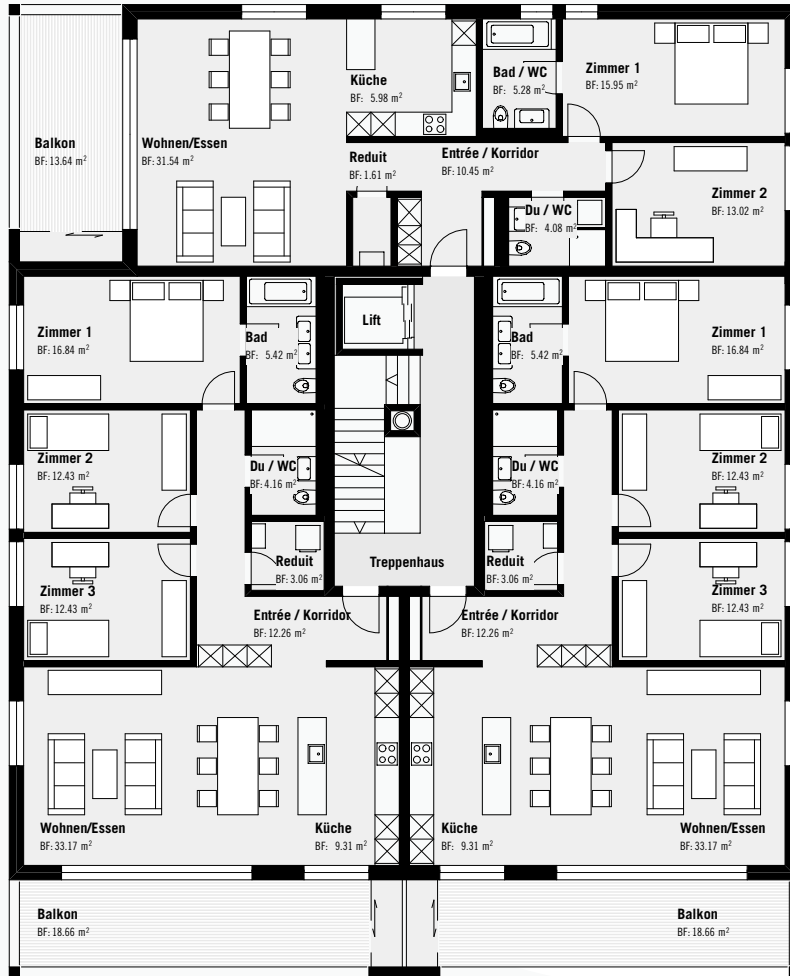 Küche
BF: 5.98 m²
Bad / WC
BF: 5.28 m²
Zimmer 1
BF: 15.95 m²
Balkon
BF: 13.64 m²
Wohnen/Essen
BF: 31.54 m²
Reduit
BF: 1.61 m²
Entrée / Korridor
BF: 10.45 m²
Zimmer 2
BF: 13.02 m²
Du / WC
BF: 4.08 m²
Zimmer 1
BF: 16.84 m²
Bad
BF: 5.42 m²
Lift
Bad
BF: 5.42 m²
Zimmer 1
BF: 16.84 m²
Zimmer 2
BF: 12.43 m²
Du / WC
BF: 4.16 m²
Du / WC
BF: 4.16 m²
Zimmer 2
BF: 12.43 m²
Zimmer 3
BF: 12.43 m²
Reduit
BF: 3.06 m²
Treppenhaus
Reduit
BF: 3.06 m²
Zimmer 3
BF: 12.43 m²
Entrée / Korridor
BF: 12.26 m²
Entrée / Korridor
BF: 12.26 m²
Wohnen/Essen
BF: 33.17 m²
Küche
BF: 9.31 m²
Küche
BF: 9.31 m²
Wohnen/Essen
BF: 33.17 m²
Balkon
BF: 18.66 m²
Balkon
BF: 18.66 m²